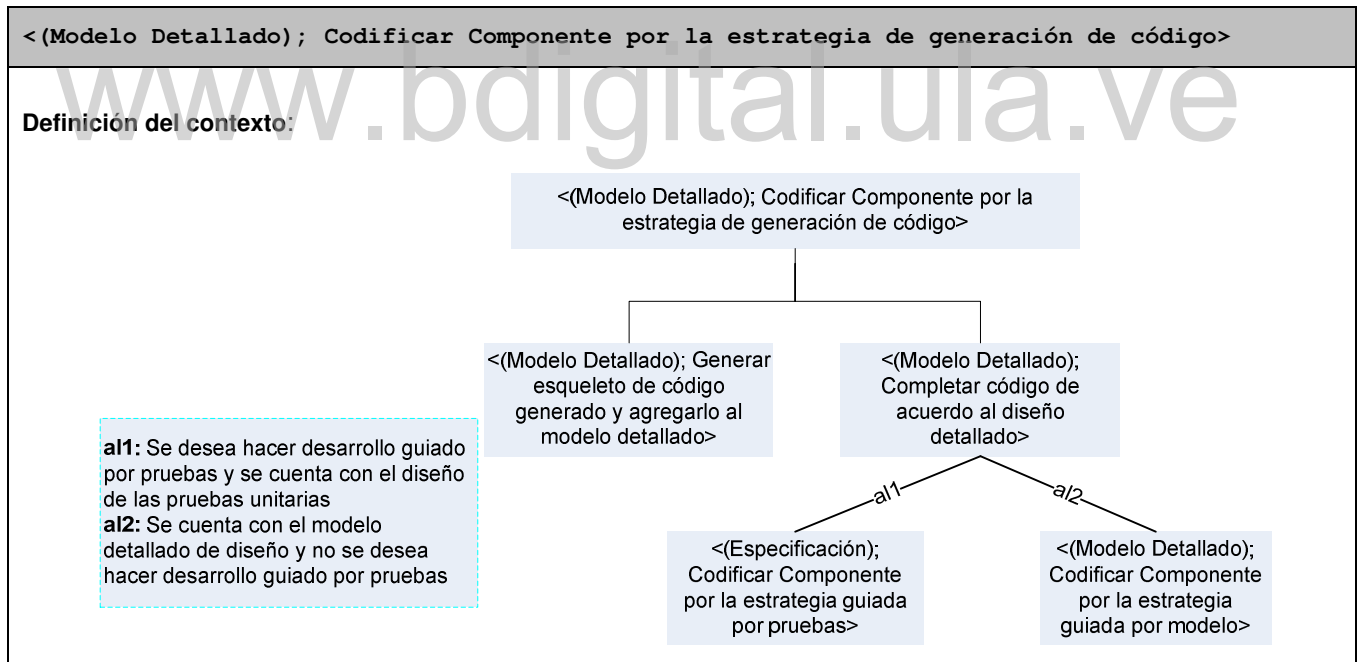 <(Modelo Detallado); Codificar Componente por la estrategia de generación de código>
www.bdigital.ula.ve
Definición del contexto:
<(Modelo Detallado); Codificar Componente por la
estrategia de generación de código>
<(Modelo Detallado); Generar
esqueleto de código
generado y agregarlo al
modelo detallado>
<(Modelo Detallado);
Completar código de
acuerdo al diseño
detallado>
al1: Se desea hacer desarrollo guiado
por pruebas y se cuenta con el diseño
de las pruebas unitarias
al2: Se cuenta con el modelo
detallado de diseño y no se desea
hacer desarrollo guiado por pruebas
al1
al2
<(Especificación);
Codificar Componente
por la estrategia guiada
por pruebas>
<(Modelo Detallado);
Codificar Componente
por la estrategia
guiada por modelo>